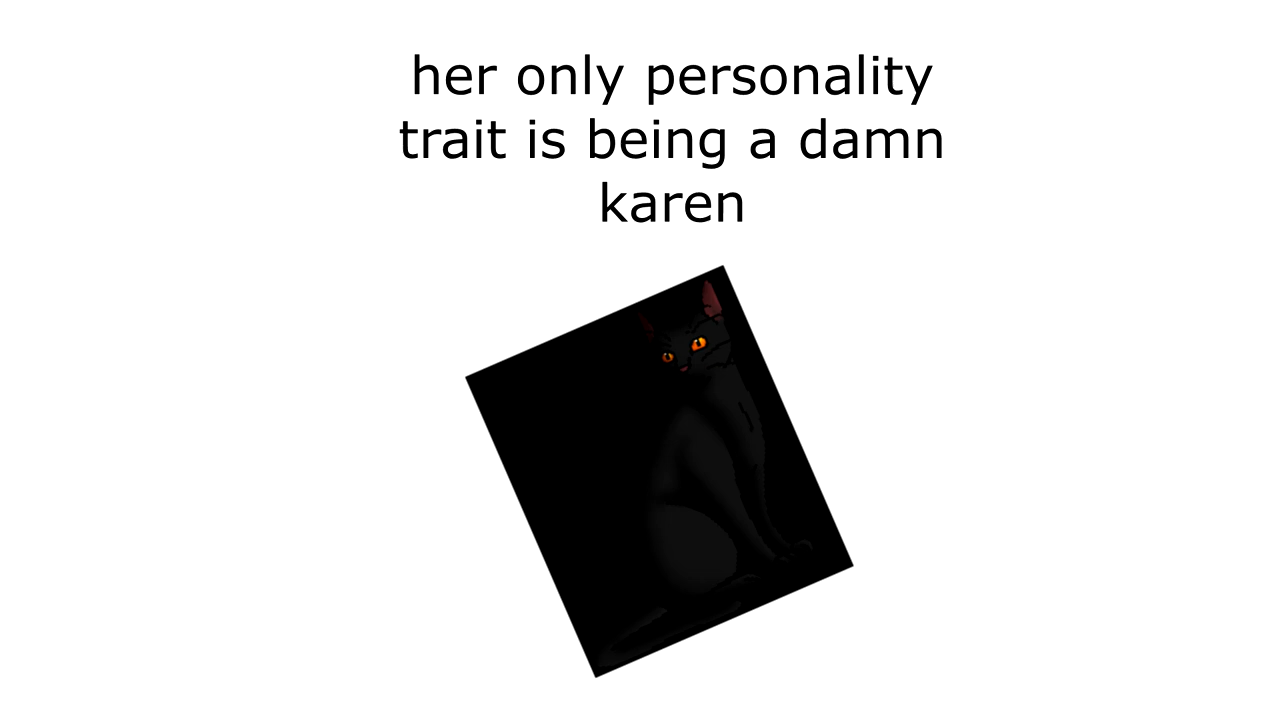 her only personality
trait is being a damn
karen